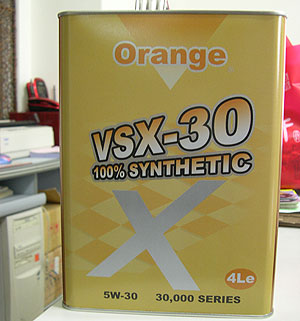 Orange
VSX-30
100% SYNTHETIC
X
4Le
5W-30 30,000 SERIES